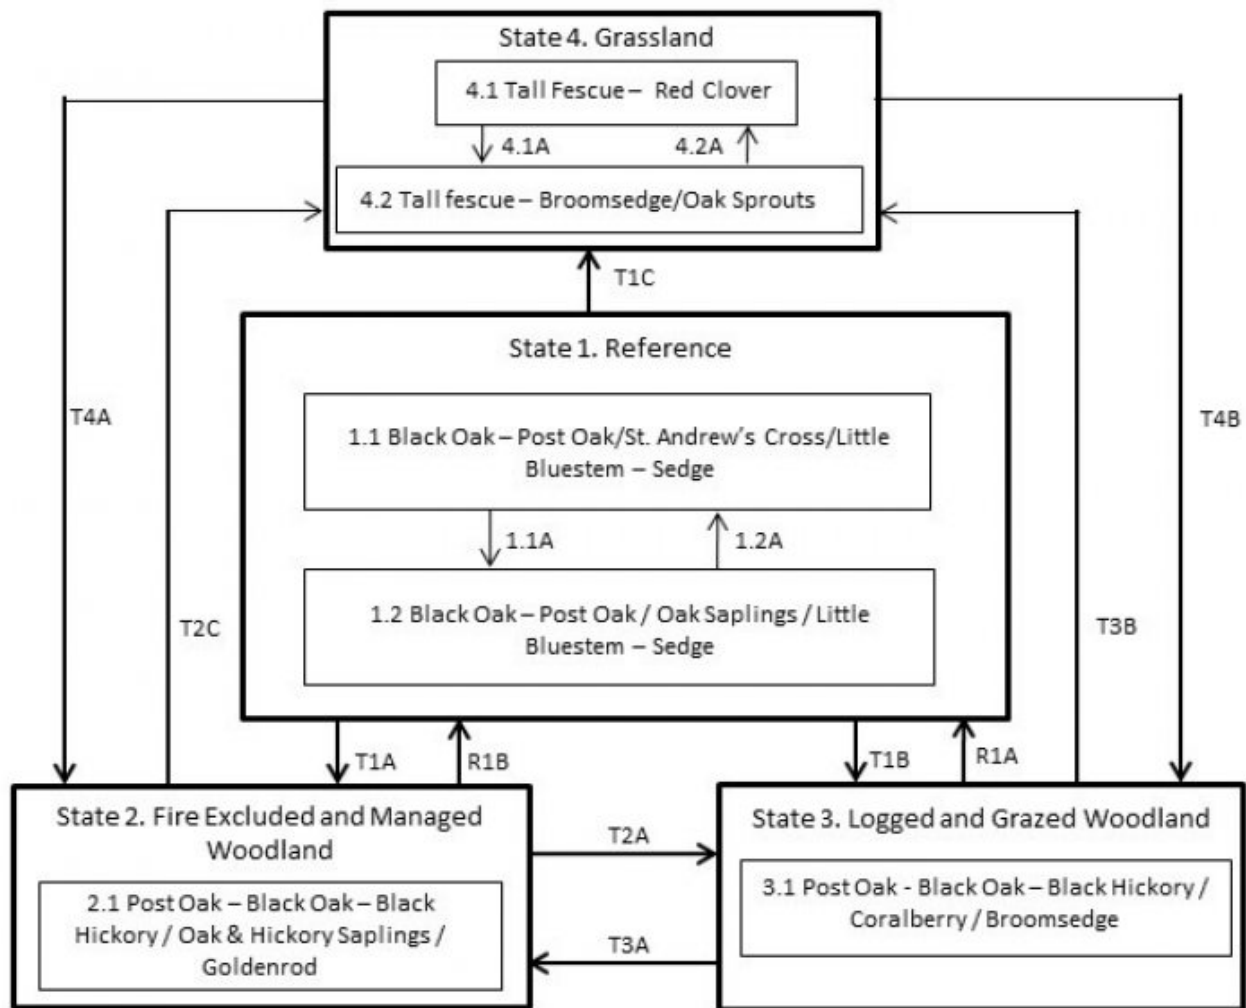 State 4. Grassland
4.1 Tall Fescue – Red Clover
4.1A
4.2A
4.2 Tall fescue – Broomsedge/Oak Sprouts
T1C
State 1. Reference
T4A
T4B
1.1 Black Oak – Post Oak/St. Andrew's Cross/Little
Bluestem – Sedge
1.1A
1.2A
1.2 Black Oak – Post Oak / Oak Saplings / Little
Bluestem – Sedge
T2C
T3B
T1A
R1B
T1B
R1A
State 2. Fire Excluded and Managed
Woodland
2.1 Post Oak – Black Oak – Black
Hickory / Oak & Hickory Saplings /
Goldenrod
T2A
T3A
State 3. Logged and Grazed Woodland
3.1 Post Oak - Black Oak – Black Hickory /
Coralberry / Broomsedge